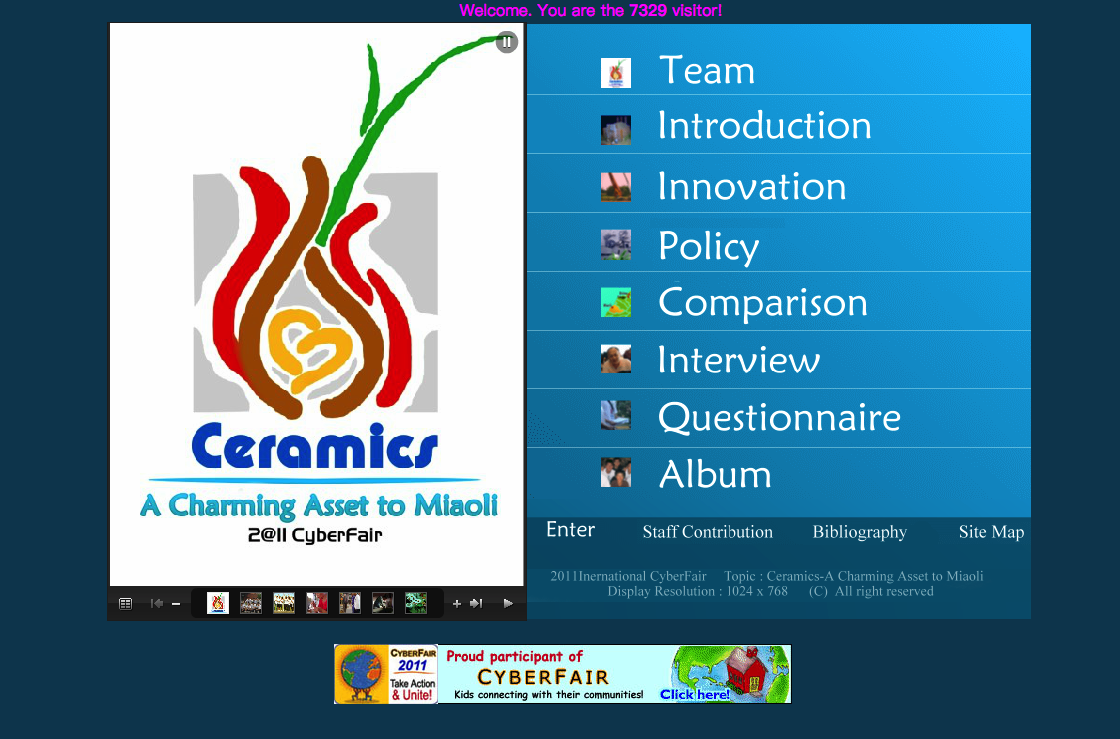 Welcome. You are the 7329 visitor!
Ceramics
A Charming Asset to Miaoli
2@11 CyberFair
Team
Introduction
Innovation
Policy
Comparison
Interview
Questionnaire
Album
Enter
Staff Contribution
Bibliography
Site Map
2011Inernational CyberFair Topic : Ceramics-A Charming Asset to Miaoli
Display Resolution : 1024 x 768 (C) All right reserved
CYBERFAIR
2011
Take Action
& Unite!
Proud participant of
CYBERFAIR
Kids connecting with their communities!
Click here!